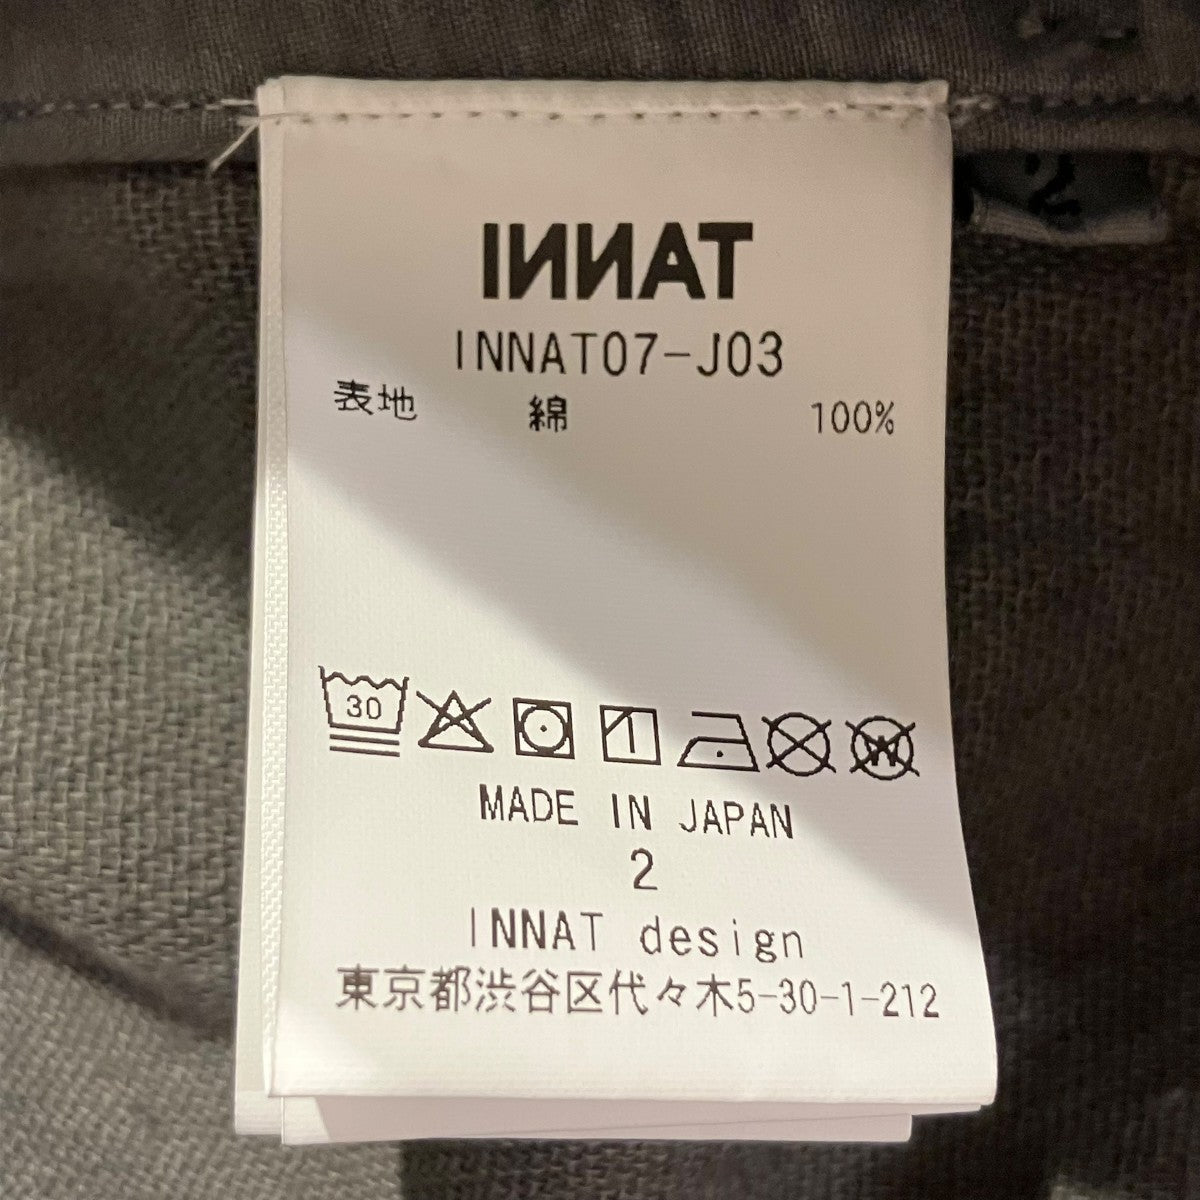 INNAT
INNAT07-J03
表地 綿 100%
30
W
MADE IN JAPAN
2
INNAT design
東京都渋谷区代々木5-30-1-212
2